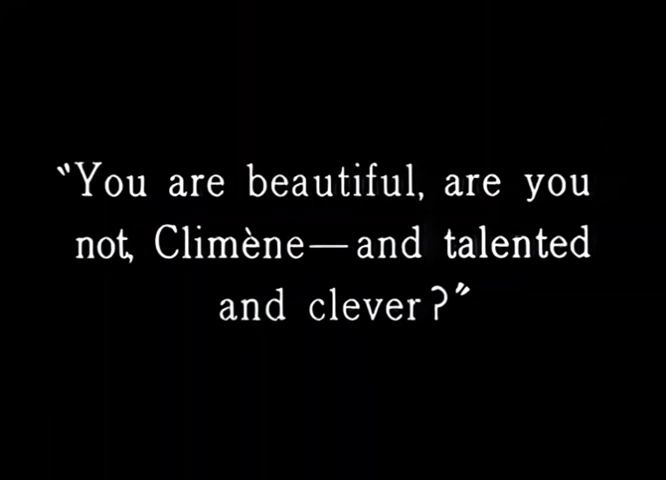 "You are beautiful, are you
not, Climène—and talented
and clever?"